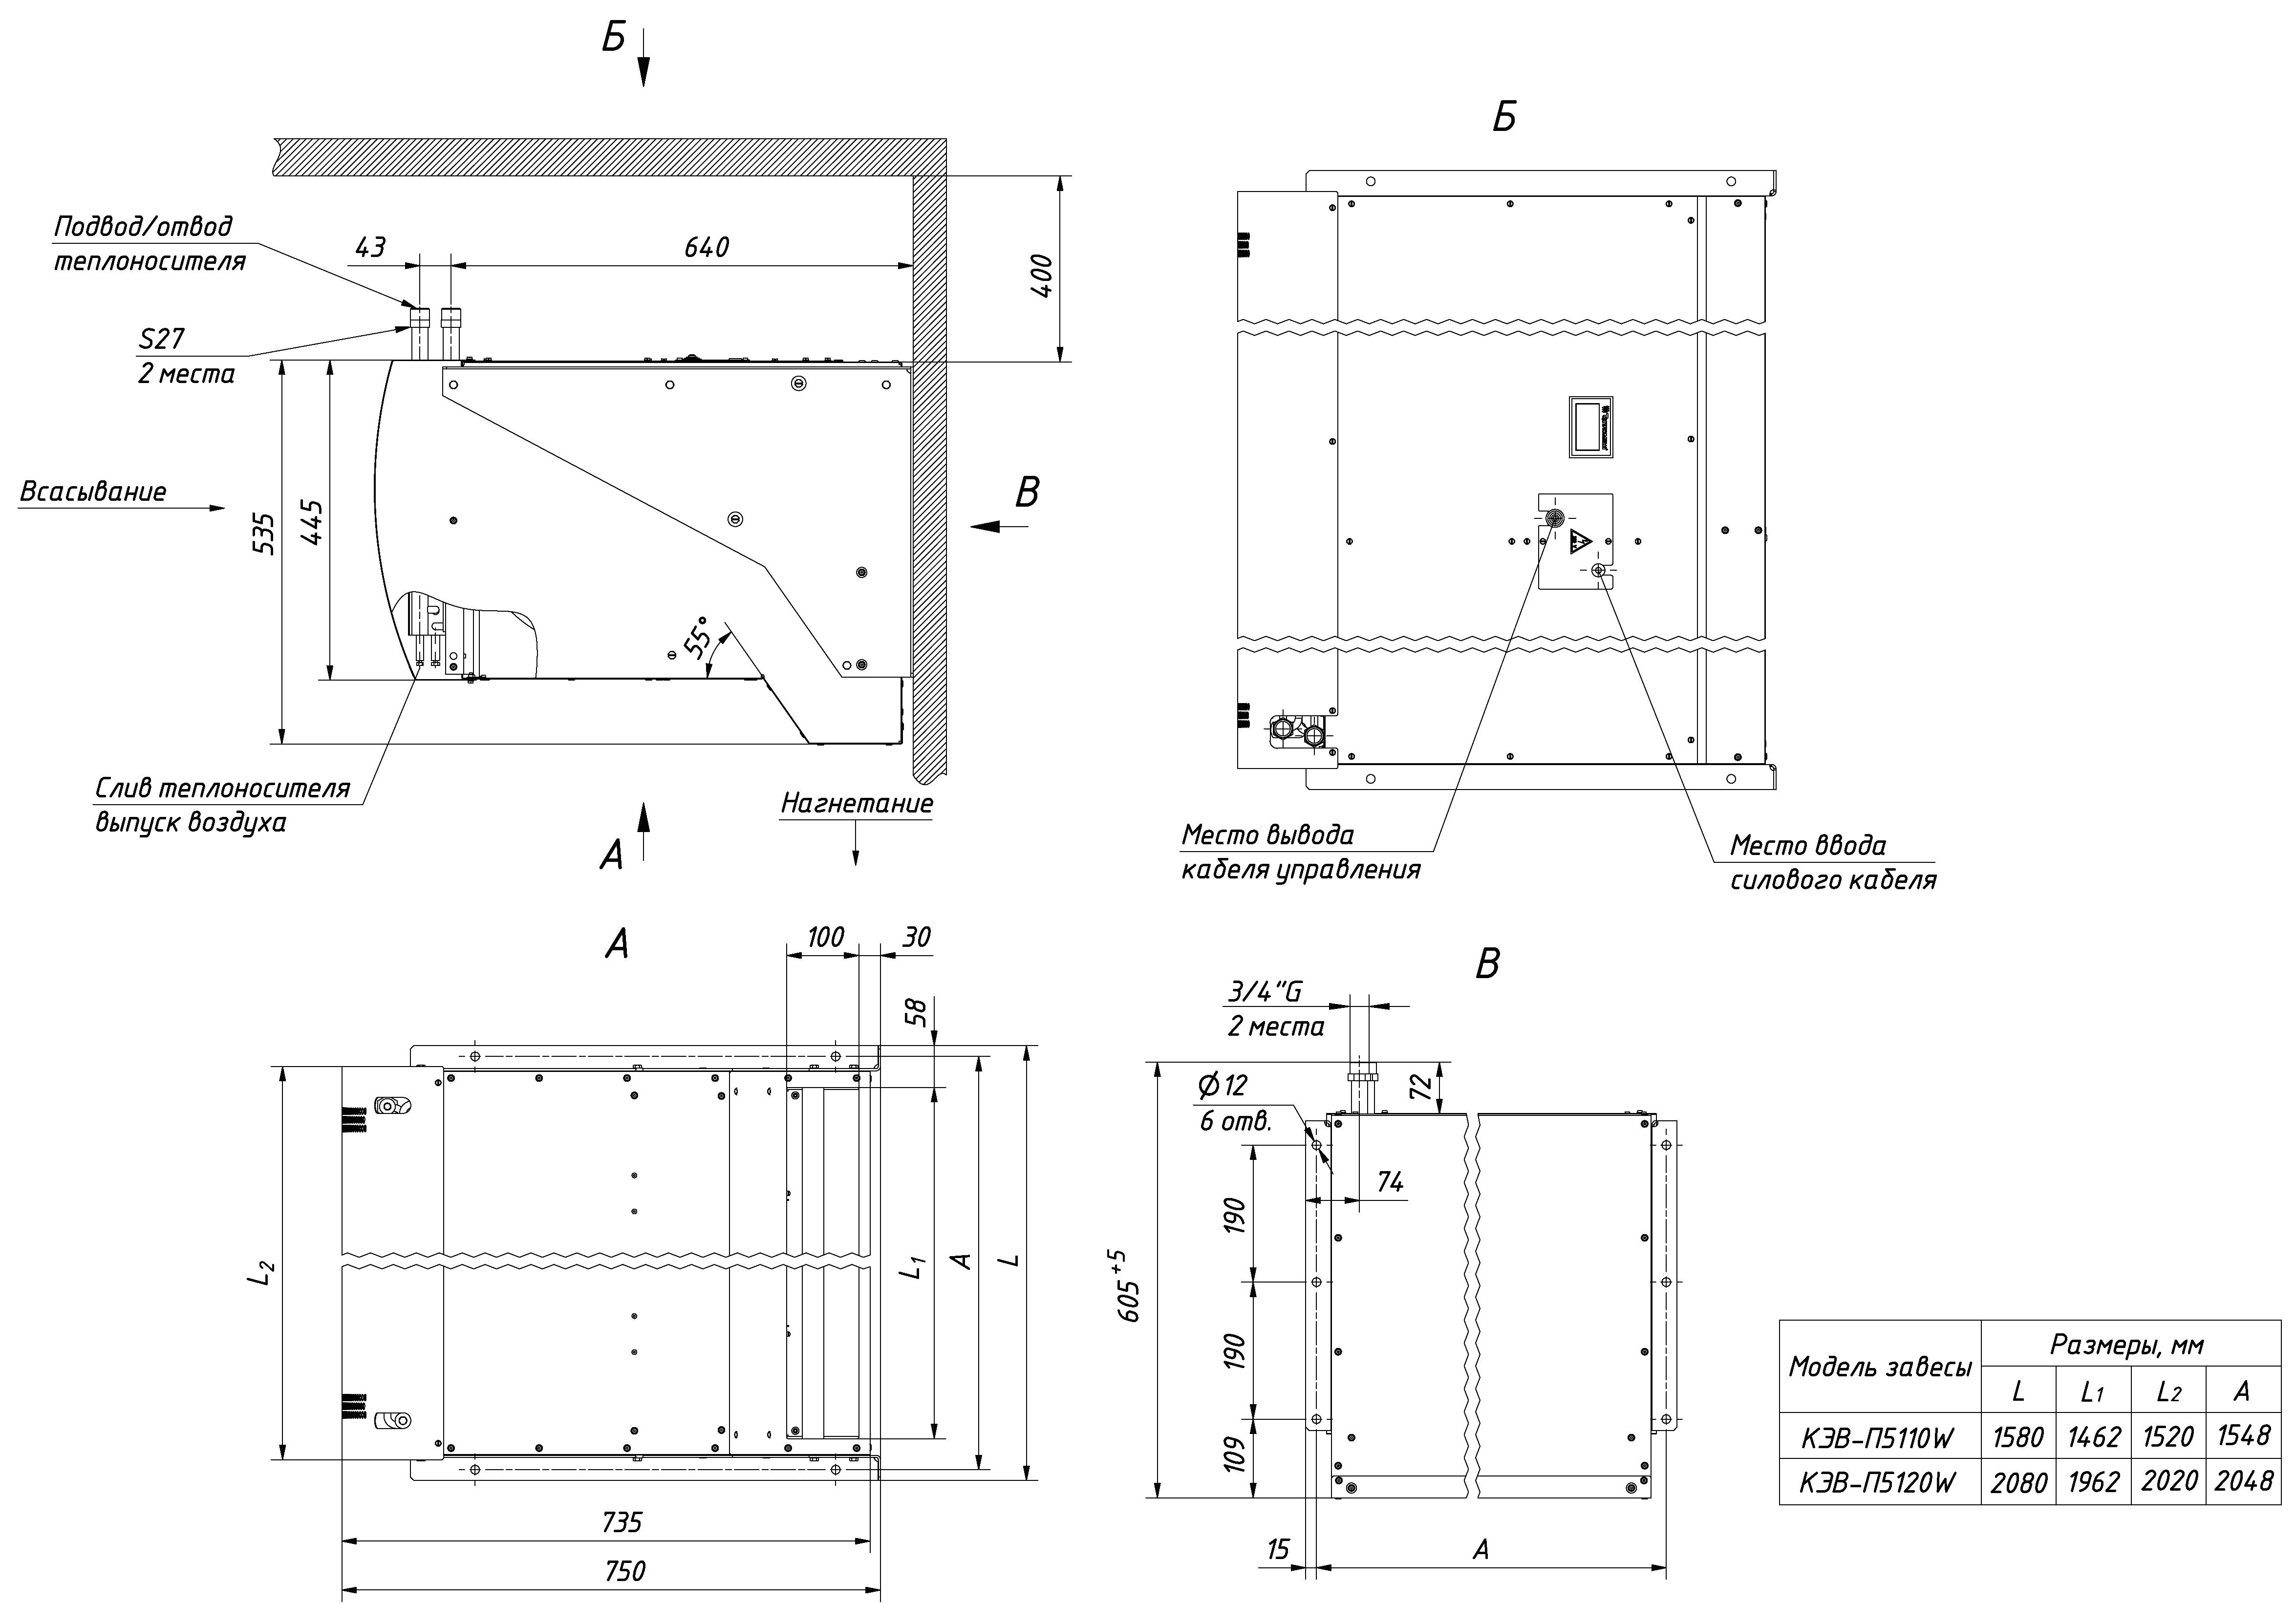 Б
Подвод/отвод
теплоносителя
43
640
400
S27
2 места
Всасывание
535
445
55°
В
Слив теплоносителя
выпуск воздуха
А
Нагнетание
Б
Место вывода
кабеля управления
Место ввода
силового кабеля
А
100
30
58
L2
L1
А
L
735
750
В
3/4"G
2 места
Ø12
6 отв.
72
74
190
190
109
605+5
15
А
Модель завесы
Размеры, мм
L L1 L2 А
КЭВ-П5110W 1580 1462 1520 1548
КЭВ-П5120W 2080 1962 2020 2048